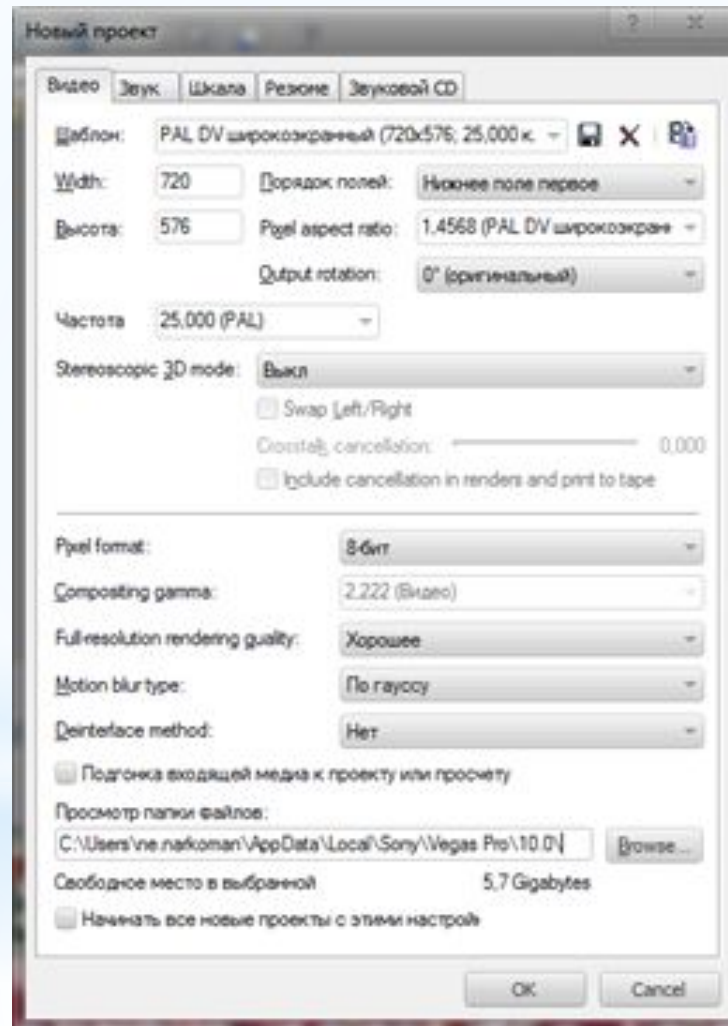 Новый проект
Видео Звук Шкала Резюме Звуковой CD
Шаблон: PAL DV широкоэкранный (720x576; 25,000 к.
Width: 720 Порядок полей: Нижнее поле первое
Высота: 576 Pixel aspect ratio: 1,4568 (PAL DV широкоэкран
Output rotation: 0° (оригинальный)
Частота 25,000 (PAL)
Stereoscopic 3D mode: Выкл
Swap Left/Right
Crosstalk cancellation: 0,000
Include cancellation in renders and print to tape
Pixel format: 8-бит
Compositing gamma: 2,222 (Видео)
Full-resolution rendering quality: Хорошее
Motion blur type: По гауссу
Deinterlace method: Нет
Подгонка входящей медиа к проекту или просчету
Просмотр папки файлов:
C:\Users\ne.narkoman\AppData\Local\Sony\Vegas Pro\10.0\ Browse...
Свободное место в выбранной 5,7 Gigabytes
Начинать все новые проекты с этими настрой
OK Cancel